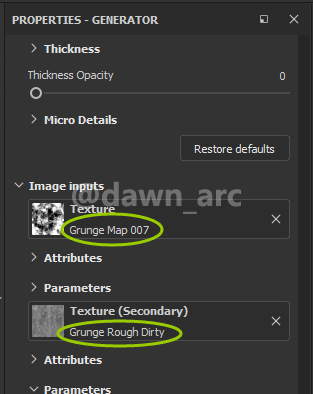 PROPERTIES - GENERATOR
Thickness
Thickness Opacity 0
Micro Details
Restore defaults
Image inputs
@dawn_arc
Texture
Grunge Map 007
Attributes
Parameters
Texture (Secondary)
Grunge Rough Dirty
Attributes
Parameters